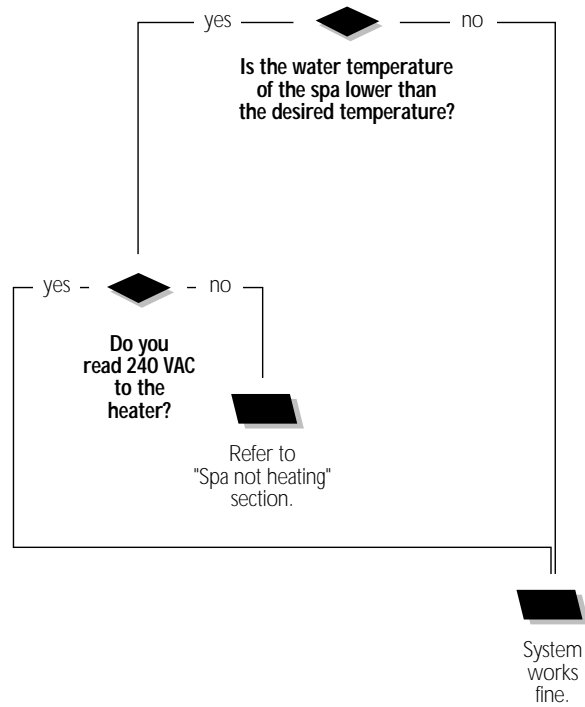 yes
no
Is the water temperature
of the spa lower than
the desired temperature?
yes
no
Do you
read 240 VAC
to the
heater?
Refer to
"Spa not heating"
section.
System
works
fine.